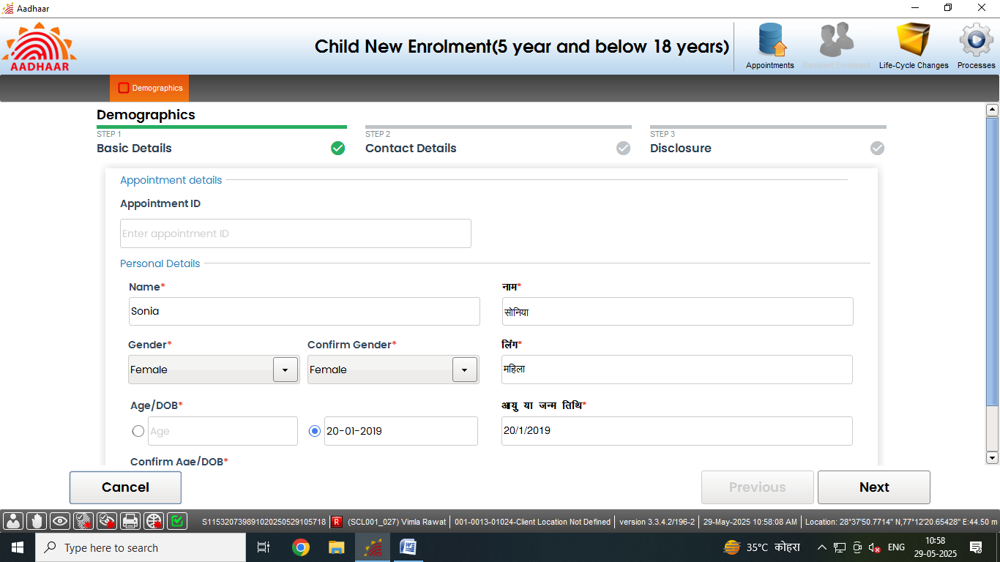 Aadhaar
AADHAAR
Child New Enrolment(5 year and below 18 years)
Appointments
Resident Enrolment
Life-Cycle Changes
Processes
Demographics
Demographics
STEP 1
Basic Details
STEP 2
Contact Details
STEP 3
Disclosure
Appointment details
Appointment ID
Enter appointment ID
Personal Details
Name*
नाम*
Sonia
सोनिया
Gender*
Confirm Gender*
लिंग*
Female
Female
महिला
Age/DOB*
आयु या जन्म तिथि*
Age
20-01-2019
20/1/2019
Confirm Age/DOB*
Cancel
Previous
Next
S115320739891020250529105718 R (SCL001_027) Vimla Rawat 001-0013-01024-Client Location Not Defined version 3.3.4.2/196-2 29-May-2025 10:58:08 AM Location: 28°37'50.7714" N,77°12'20.65428" E:44.50 m
Type here to search
35°C कोहरा
ENG
10:58
29-05-2025